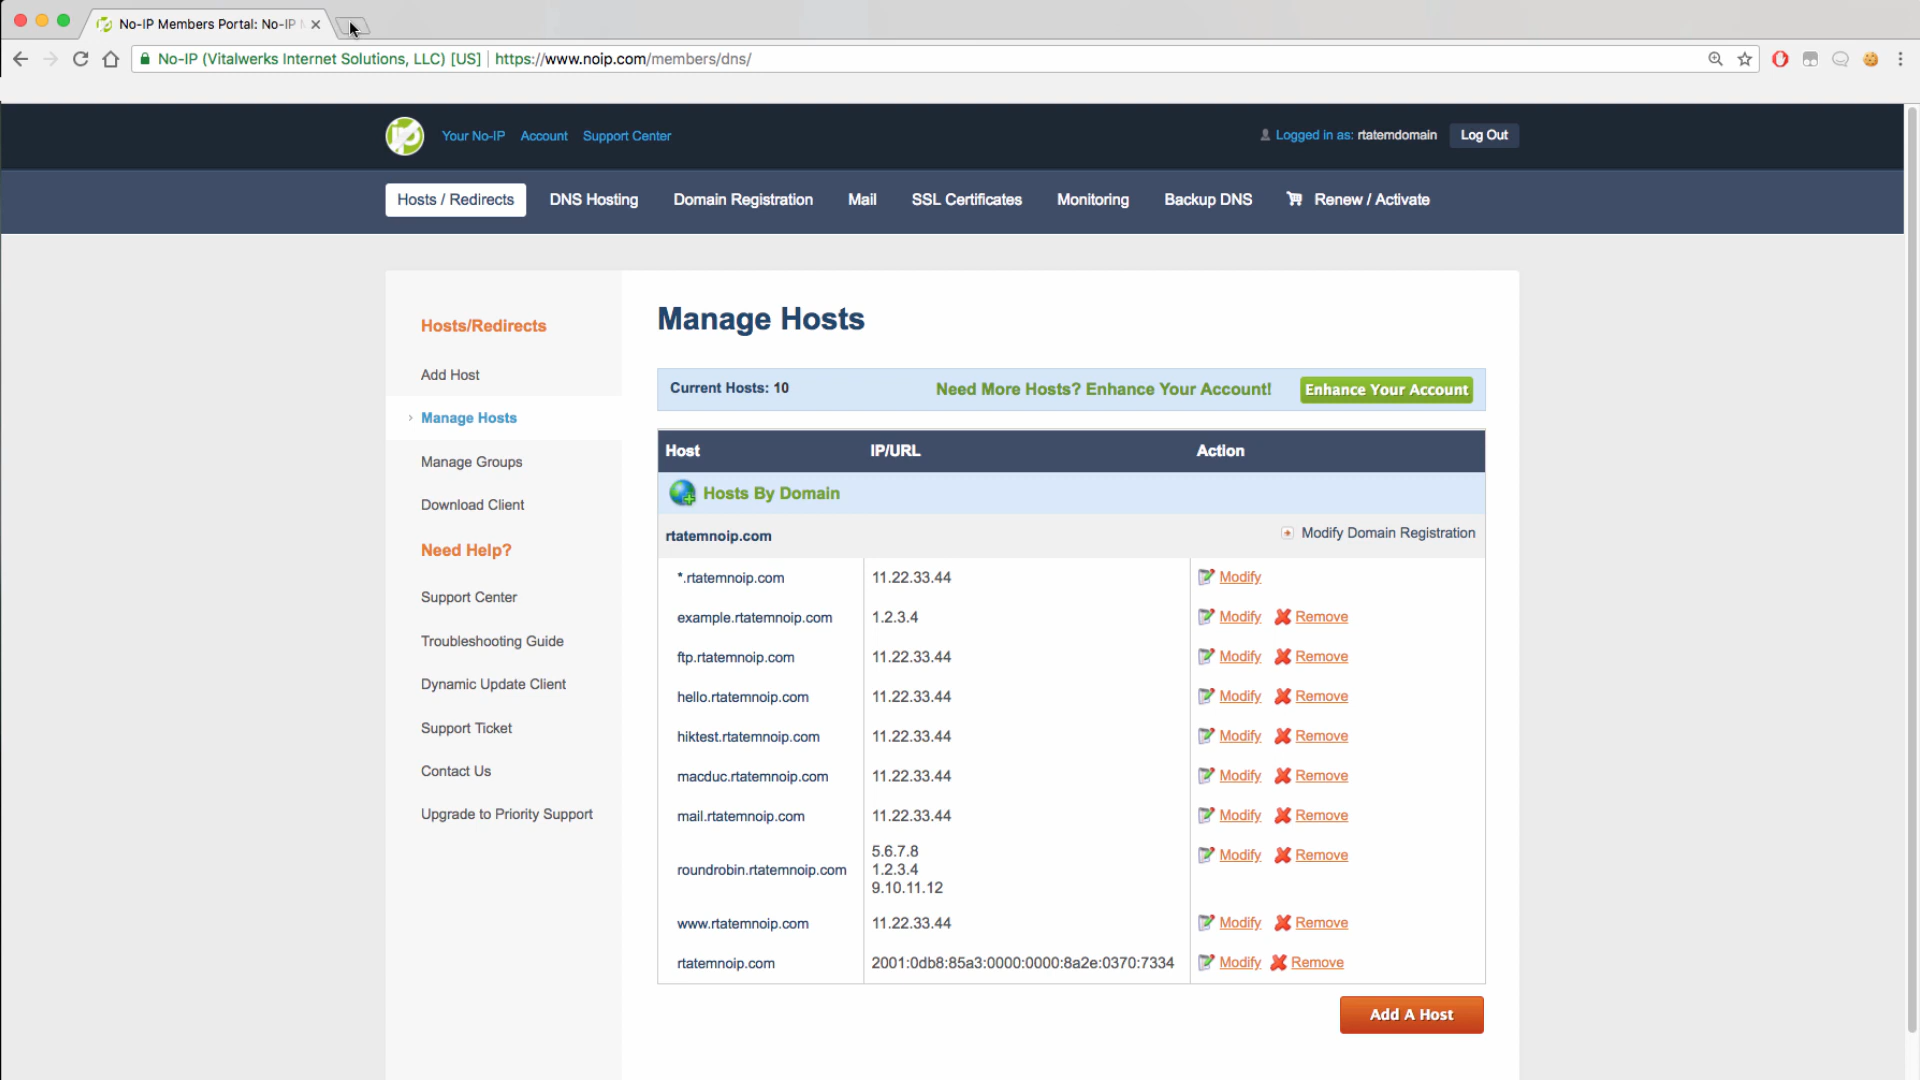 No-IP Members Portal: No-IP
No-IP (Vitalwerks Internet Solutions, LLC) [US] https://www.noip.com/members/dns/
Your No-IP Account Support Center Logged in as: rtatemdomain Log Out
Hosts / Redirects DNS Hosting Domain Registration Mail SSL Certificates Monitoring Backup DNS Renew / Activate
Hosts/Redirects
Add Host
Manage Hosts
Manage Groups
Download Client
Need Help?
Support Center
Troubleshooting Guide
Dynamic Update Client
Support Ticket
Contact Us
Upgrade to Priority Support
Manage Hosts
Current Hosts: 10 Need More Hosts? Enhance Your Account! Enhance Your Account
Host IP/URL Action
Hosts By Domain
rtatemnoip.com Modify Domain Registration
*.rtatemnoip.com 11.22.33.44 Modify
example.rtatemnoip.com 1.2.3.4 Modify Remove
ftp.rtatemnoip.com 11.22.33.44 Modify Remove
hello.rtatemnoip.com 11.22.33.44 Modify Remove
hiktest.rtatemnoip.com 11.22.33.44 Modify Remove
macduc.rtatemnoip.com 11.22.33.44 Modify Remove
mail.rtatemnoip.com 11.22.33.44 Modify Remove
5.6.7.8 Modify Remove
roundrobin.rtatemnoip.com 1.2.3.4
9.10.11.12
www.rtatemnoip.com 11.22.33.44 Modify Remove
rtatemnoip.com 2001:0db8:85a3:0000:0000:8a2e:0370:7334 Modify Remove
Add A Host